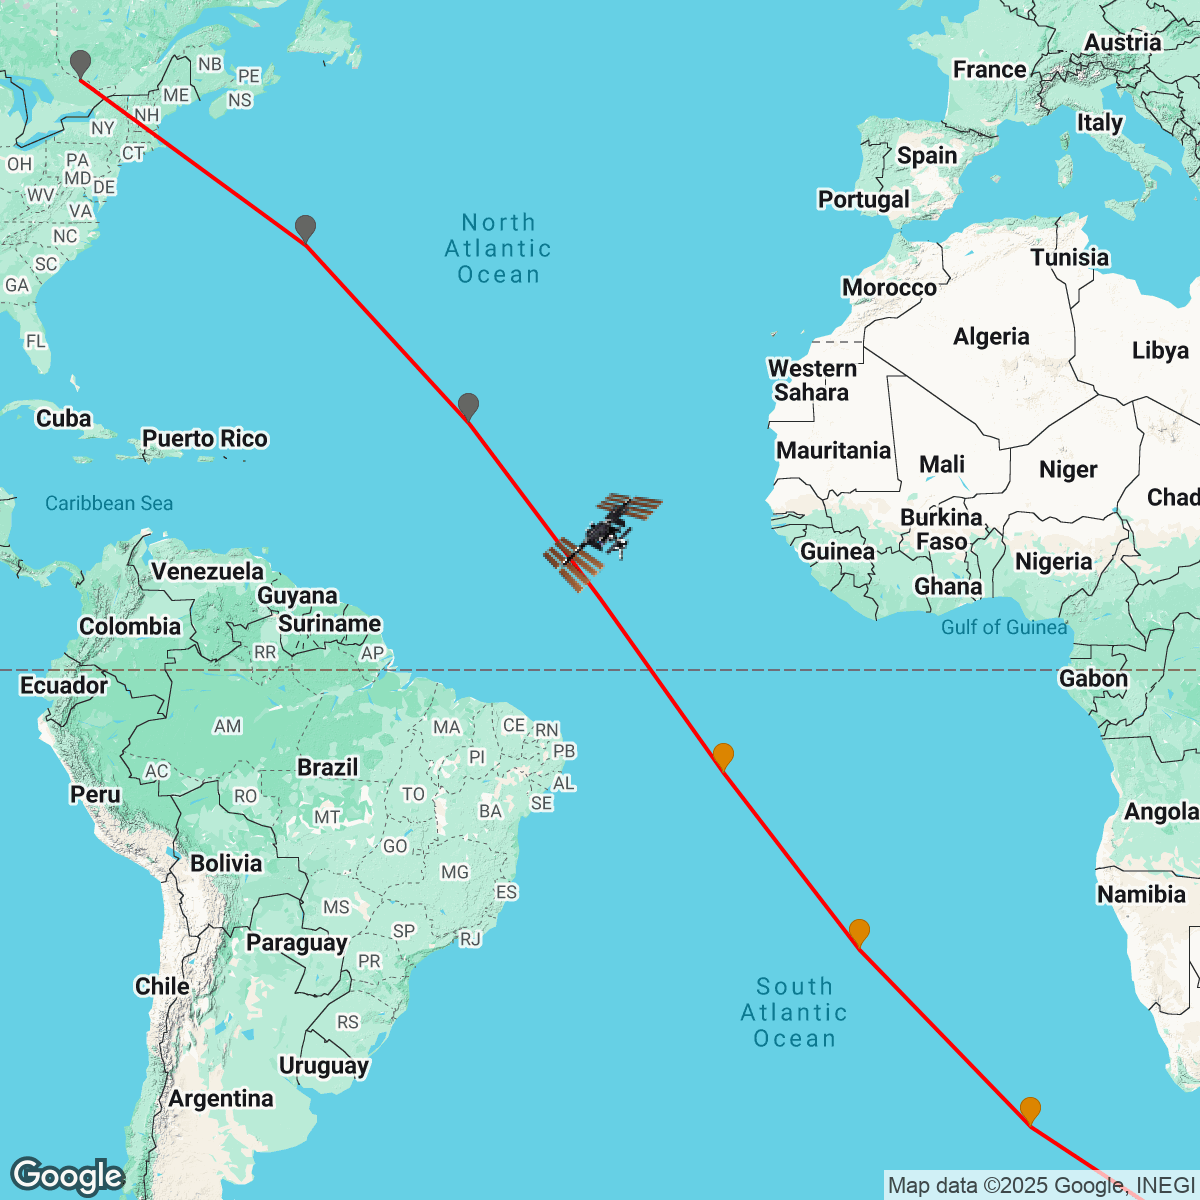 Austria
France
Italy
NB
PE
ME
NS
NH
NY
CT
OH
PA
MD
DE
WV
VA
NC
SC
GA
FL
Spain
Portugal
North
Atlantic
Ocean
Tunisia
Morocco
Algeria
Libya
Western
Sahara
Cuba
Puerto Rico
Mauritania
Mali
Niger
Chad
Caribbean Sea
Burkina
Faso
Guinea
Nigeria
Ghana
Gulf of Guinea
Venezuela
Guyana
Suriname
Colombia
RR
AP
Ecuador
Gabon
AM
MA
CE
RN
PB
PI
AL
Brazil
AC
TO
SE
Peru
RO
MT
BA
Angola
GO
Bolivia
MG
ES
Namibia
MS
SP
RJ
Paraguay
PR
Chile
South
Atlantic
Ocean
RS
Uruguay
Argentina
Google
Map data ©2025 Google, INEGI